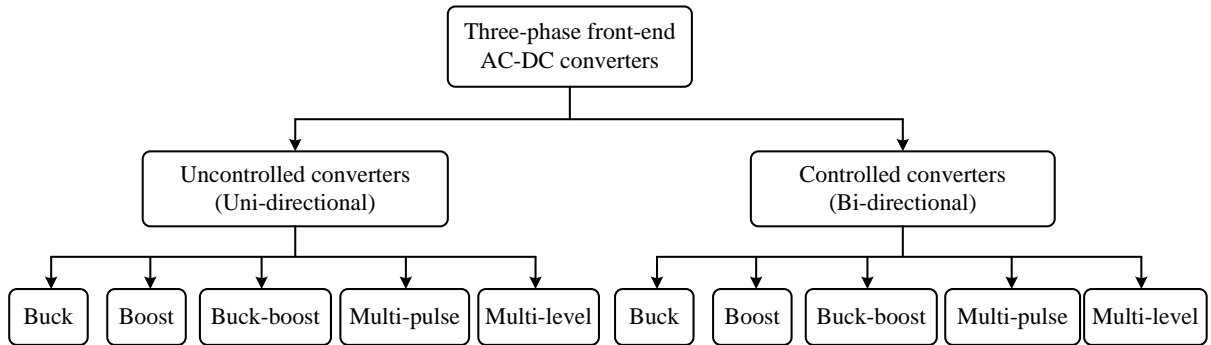 Three-phase front-end
AC-DC converters
Uncontrolled converters
(Uni-directional)
Controlled converters
(Bi-directional)
Buck
Boost
Buck-boost
Multi-pulse
Multi-level
Buck
Boost
Buck-boost
Multi-pulse
Multi-level